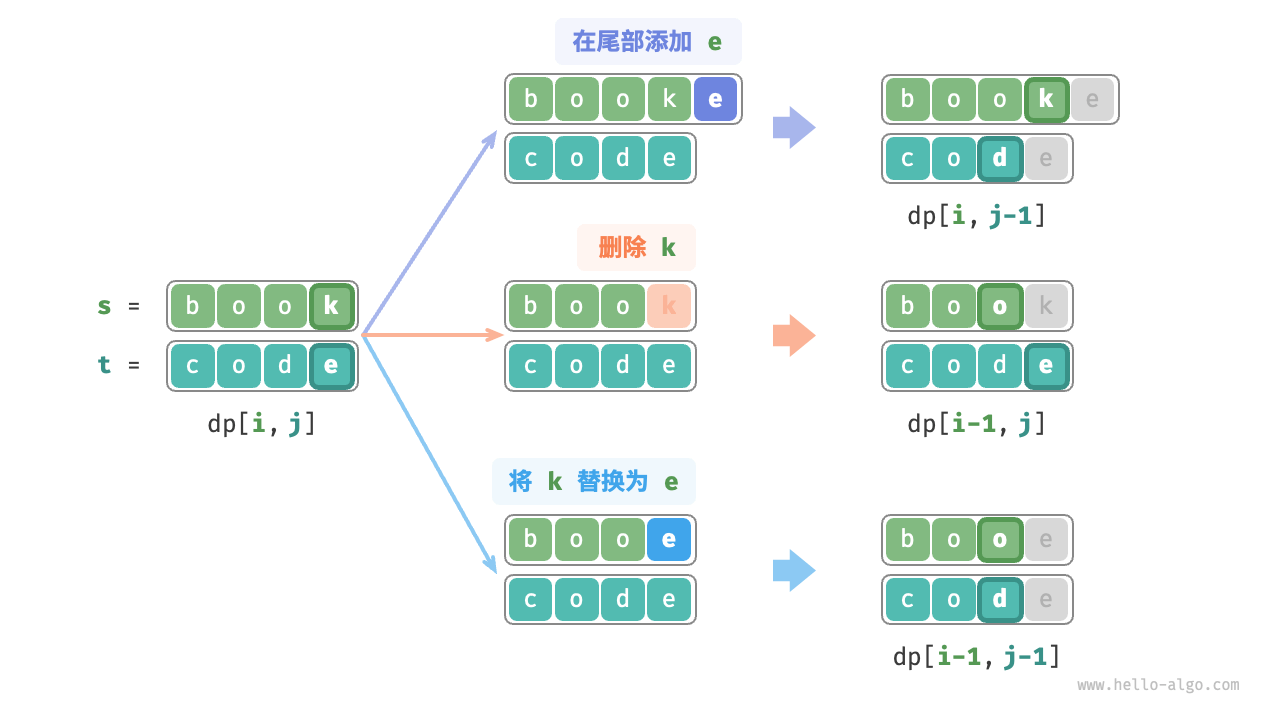 在尾部添加 e
b o o k e
c o d e
b o o k e
c o d e
dp[i, j-1]
s = b o o k
t = c o d e
dp[i, j]
删除 k
b o o k
c o d e
b o o k
c o d e
dp[i-1, j]
将 k 替换为 e
b o o e
c o d e
b o o e
c o d e
dp[i-1, j-1]
www.hello-algo.com